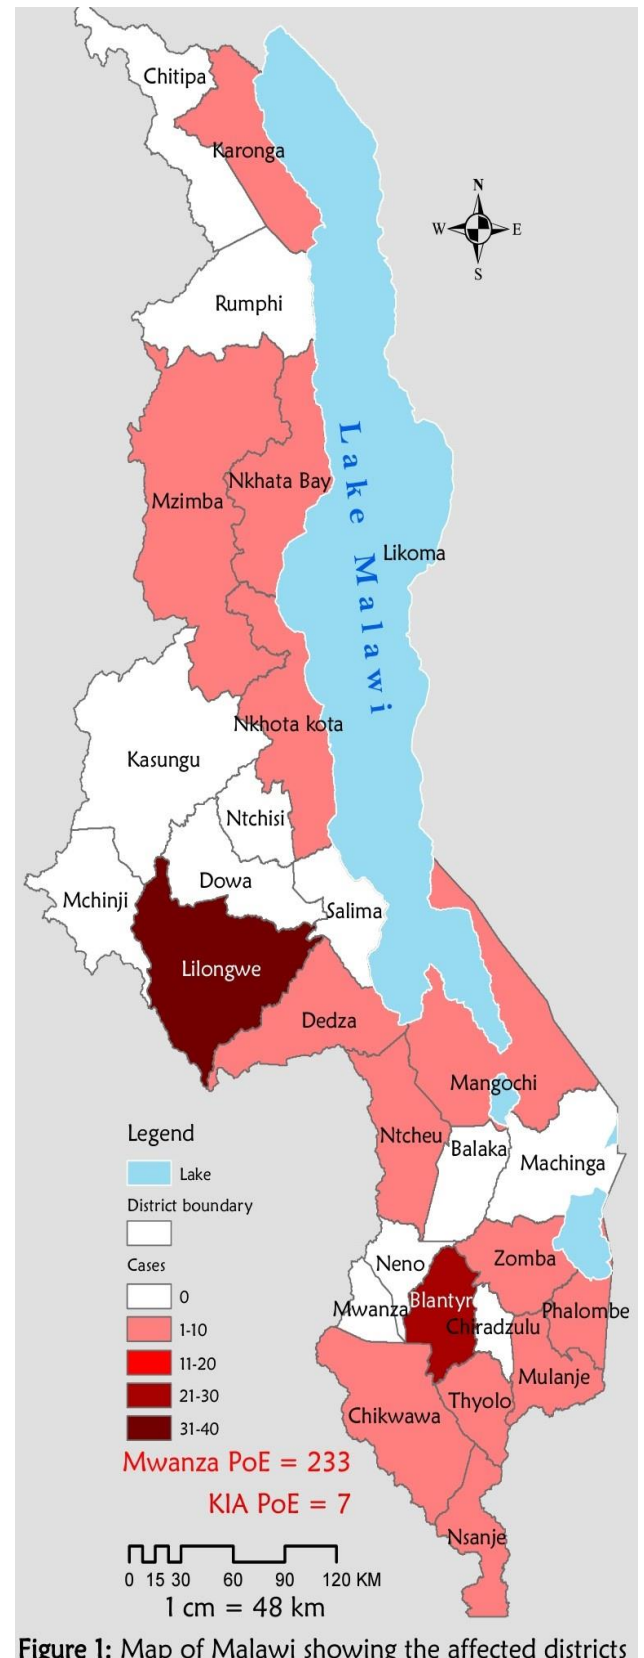 Chitipa
Karonga
N
W E
S
Rumphi
Lake Malawi
Nkhata Bay
Mzimba
Likoma
Nkhota kota
Kasungu
Ntchisi
Dowa
Mchinji
Salima
Lilongwe
Dedza
Mangochi
Legend
Ntcheu
Balaka
Machinga
Lake
District boundary
Neno
Zomba
Cases
0
Mwanza
Blantyr
Phalombe
Chiradzulu
1-10
11-20
Mulanje
21-30
Thyolo
Chikwawa
31-40
Mwanza PoE = 233
KIA PoE = 7
Nsanje
0 15 30 60 90 120 KM
1 cm = 48 km
Figure 1: Map of Malawi showing the affected districts